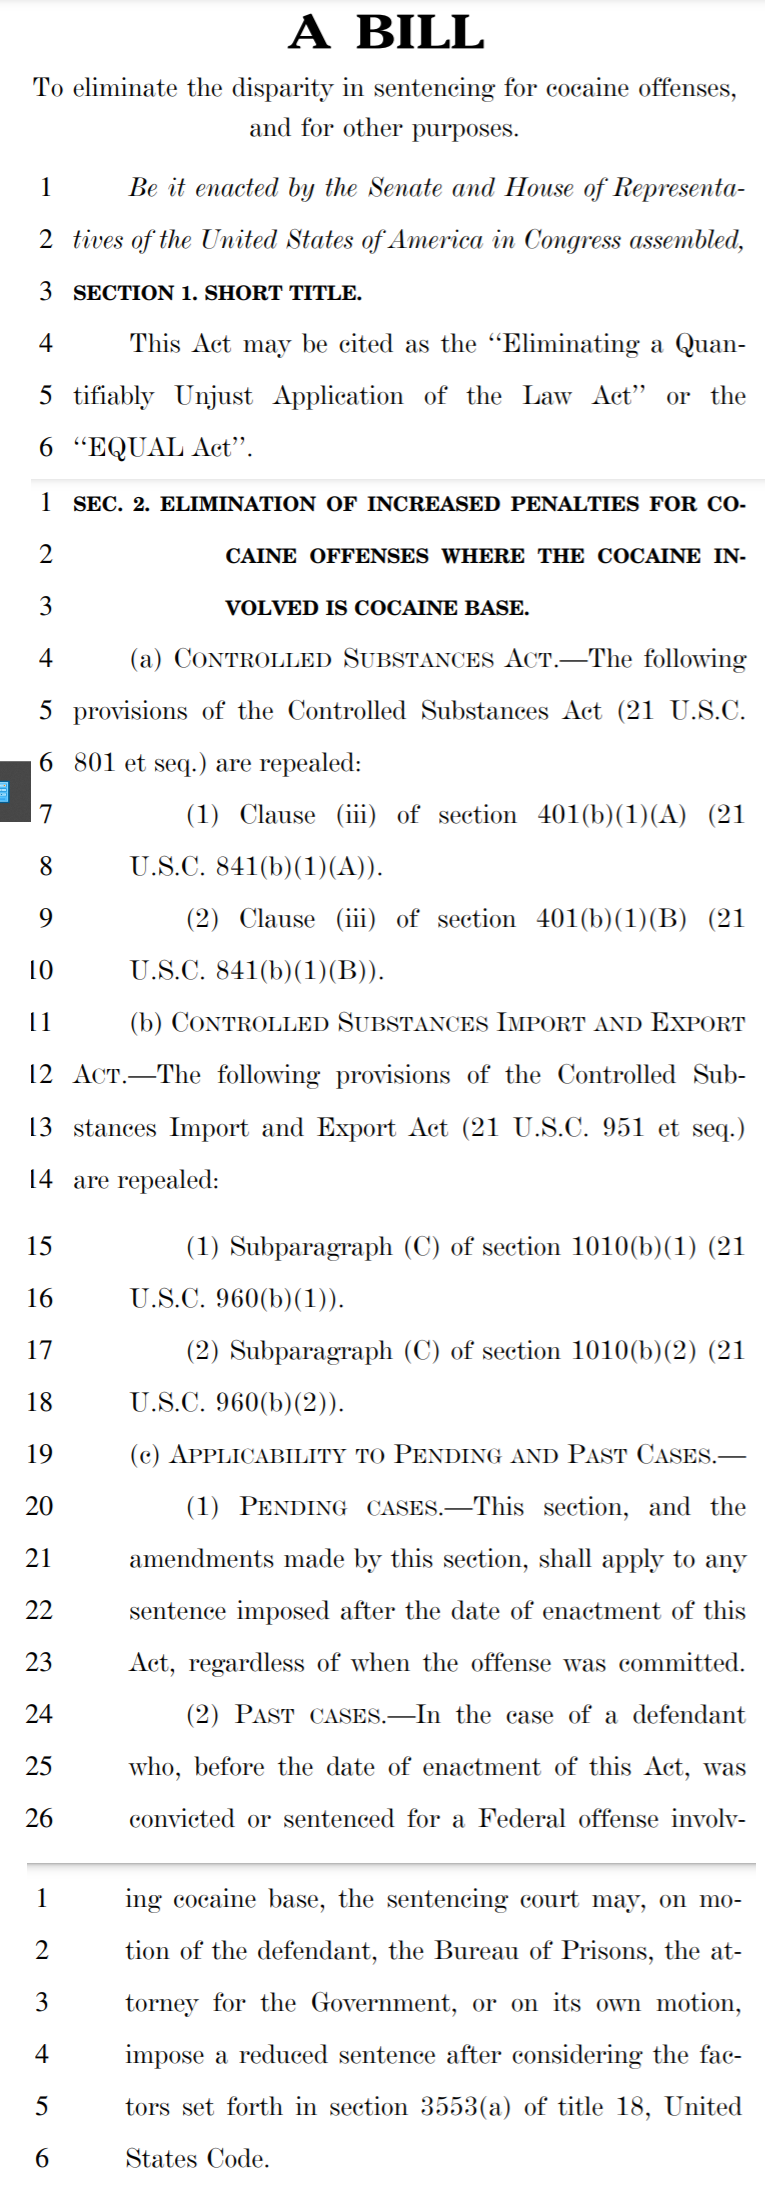 A BILL
To eliminate the disparity in sentencing for cocaine offenses,
and for other purposes.
1 Be it enacted by the Senate and House of Representa-
2 tives of the United States of America in Congress assembled,
3 SECTION 1. SHORT TITLE.
4 This Act may be cited as the ‘‘Eliminating a Quan-
5 tifiably Unjust Application of the Law Act’’ or the
6 ‘‘EQUAL Act’’.
1 SEC. 2. ELIMINATION OF INCREASED PENALTIES FOR CO-
2 CAINE OFFENSES WHERE THE COCAINE IN-
3 VOLVED IS COCAINE BASE.
4 (a) CONTROLLED SUBSTANCES ACT.—The following
5 provisions of the Controlled Substances Act (21 U.S.C.
6 801 et seq.) are repealed:
7 (1) Clause (iii) of section 401(b)(1)(A) (21
8 U.S.C. 841(b)(1)(A)).
9 (2) Clause (iii) of section 401(b)(1)(B) (21
10 U.S.C. 841(b)(1)(B)).
11 (b) CONTROLLED SUBSTANCES IMPORT AND EXPORT
12 ACT.—The following provisions of the Controlled Sub-
13 stances Import and Export Act (21 U.S.C. 951 et seq.)
14 are repealed:
15 (1) Subparagraph (C) of section 1010(b)(1) (21
16 U.S.C. 960(b)(1)).
17 (2) Subparagraph (C) of section 1010(b)(2) (21
18 U.S.C. 960(b)(2)).
19 (c) APPLICABILITY TO PENDING AND PAST CASES.—
20 (1) PENDING CASES.—This section, and the
21 amendments made by this section, shall apply to any
22 sentence imposed after the date of enactment of this
23 Act, regardless of when the offense was committed.
24 (2) PAST CASES.—In the case of a defendant
25 who, before the date of enactment of this Act, was
26 convicted or sentenced for a Federal offense involv-
1 ing cocaine base, the sentencing court may, on mo-
2 tion of the defendant, the Bureau of Prisons, the at-
3 torney for the Government, or on its own motion,
4 impose a reduced sentence after considering the fac-
5 tors set forth in section 3553(a) of title 18, United
6 States Code.